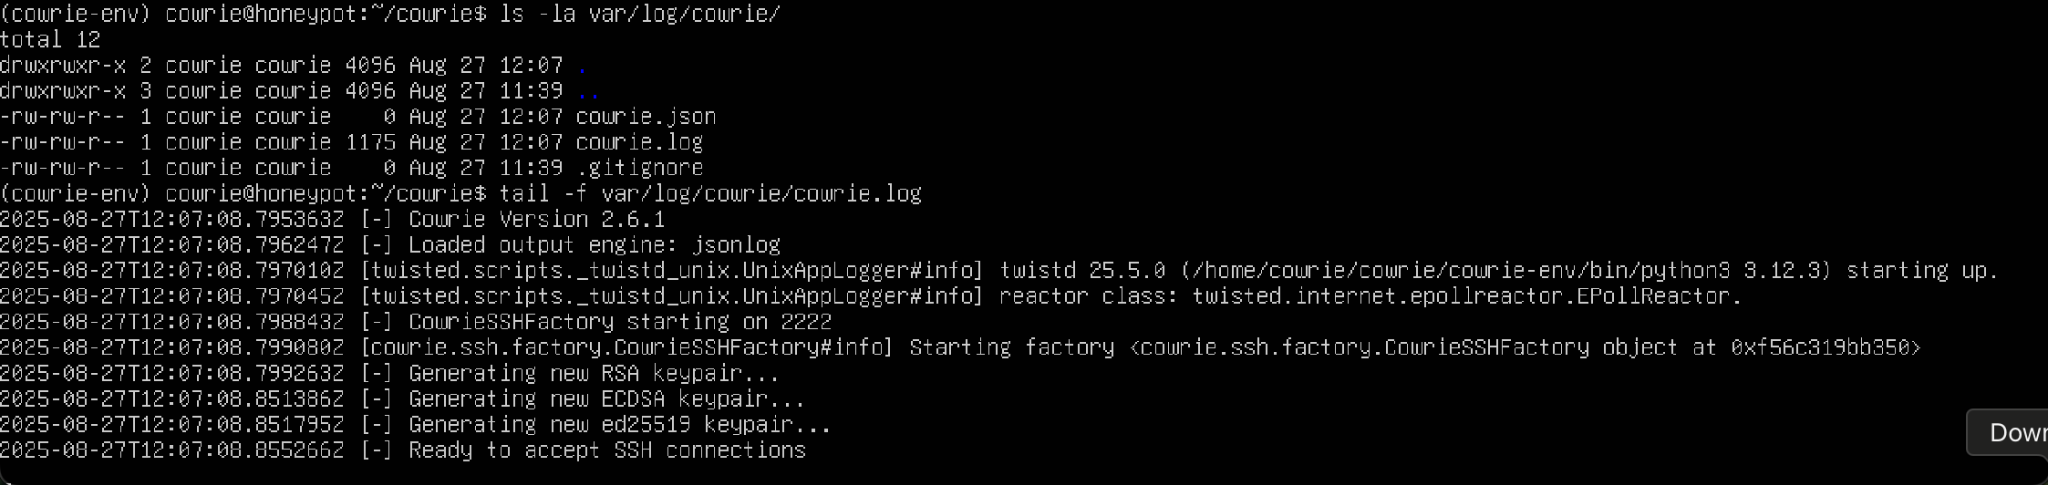 (cowrie-env) cowrie@honeypot:~/cowrie$ ls -la var/log/cowrie/
total 12
drwxrwxr-x 2 cowrie cowrie 4096 Aug 27 12:07 .
drwxrwxr-x 3 cowrie cowrie 4096 Aug 27 11:39 ..
-rw-rw-r-- 1 cowrie cowrie    0 Aug 27 12:07 cowrie.json
-rw-rw-r-- 1 cowrie cowrie 1175 Aug 27 12:07 cowrie.log
-rw-rw-r-- 1 cowrie cowrie    0 Aug 27 11:39 .gitignore
(cowrie-env) cowrie@honeypot:~/cowrie$ tail -f var/log/cowrie/cowrie.log
2025-08-27T12:07:08.795363Z [-] Cowrie Version 2.6.1
2025-08-27T12:07:08.796247Z [-] Loaded output engine: jsonlog
2025-08-27T12:07:08.797010Z [twisted.scripts._twistd_unix.UnixAppLogger#info] twistd 25.5.0 (/home/cowrie/cowrie/cowrie-env/bin/python3 3.12.3) starting up.
2025-08-27T12:07:08.797045Z [twisted.scripts._twistd_unix.UnixAppLogger#info] reactor class: twisted.internet.epollreactor.EPollReactor.
2025-08-27T12:07:08.798843Z [-] CowrieSSHFactory starting on 2222
2025-08-27T12:07:08.799080Z [cowrie.ssh.factory.CowrieSSHFactory#info] Starting factory <cowrie.ssh.factory.CowrieSSHFactory object at 0xf56c319bb350>
2025-08-27T12:07:08.799263Z [-] Generating new RSA keypair...
2025-08-27T12:07:08.851386Z [-] Generating new ECDSA keypair...
2025-08-27T12:07:08.851795Z [-] Generating new ed25519 keypair...
2025-08-27T12:07:08.855266Z [-] Ready to accept SSH connections